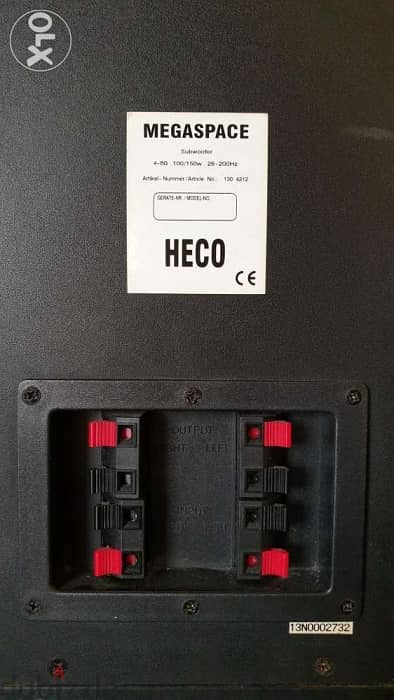 OLX
MEGASPACE
Subwoofer
4-8Ω . 100/150w . 28-200Hz
Artikel-Nummer/Article No.: 130 4212
GERÄTE-NR. / MODEL NO.
HECO
CE
OUTPUT
RIGHT LEFT
INPUT
13N0002732